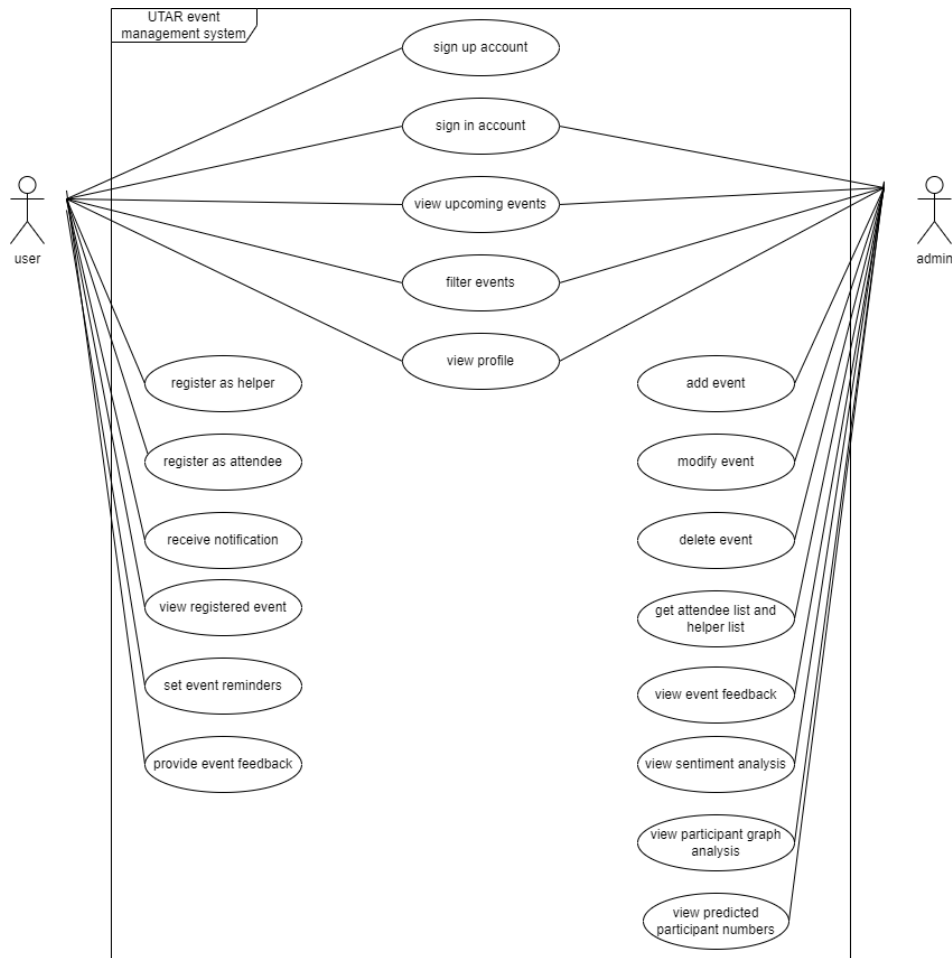 UTAR event
management system
sign up account
sign in account
view upcoming events
user
admin
filter events
view profile
register as helper
add event
register as attendee
modify event
receive notification
delete event
view registered event
get attendee list and
helper list
set event reminders
view event feedback
provide event feedback
view sentiment analysis
view participant graph
analysis
view predicted
participant numbers